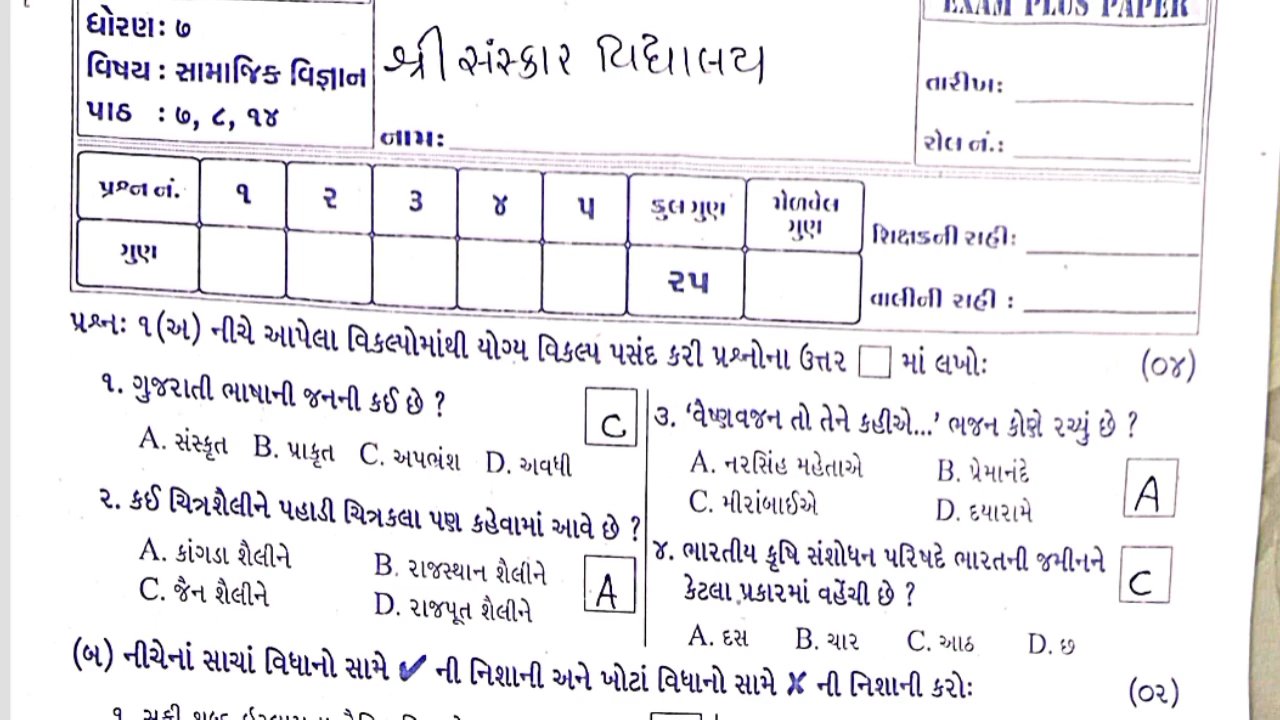 EXAM PLUS PAPER
ધોરણ: ૭
વિષય : સામાજિક વિજ્ઞાન
પાઠ : ૭, ૮, ૧૪
શ્રી સંસ્કાર વિદ્યાલય
નામ:
તારીખ:
રોલ નં.:
પ્રશ્ન નં. ૧ ૨ ૩ ૪ ૫ કુલ ગુણ મેળવેલ ગુણ
ગુણ ૨૫
શિક્ષકની સહી:
વાલીની સહી :
પ્રશ્ન: ૧(અ) નીચે આપેલા વિકલ્પોમાંથી યોગ્ય વિકલ્પ પસંદ કરી પ્રશ્નોના ઉત્તર □ માં લખો: (૦૪)
૧. ગુજરાતી ભાષાની જનની કઈ છે ? C
A. સંસ્કૃત B. પ્રાકૃત C. અપભંશ D. અવધી
૨. કઈ ચિત્રશૈલીને પહાડી ચિત્રકલા પણ કહેવામાં આવે છે ?
A. કાંગડા શૈલીને B. રાજસ્થાન શૈલીને
C. જૈન શૈલીને D. રાજપૂત શૈલીને A
૩. ‘વૈષ્ણવજન તો તેને કહીએ...’ ભજન કોણે રચ્યું છે ?
A. નરસિંહ મહેતાએ B. પ્રેમાનંદે
C. મીરાંબાઈએ D. દયારામે A
૪. ભારતીય કૃષિ સંશોધન પરિષદે ભારતની જમીનને
કેટલા પ્રકારમાં વહેંચી છે ? C
A. દસ B. ચાર C. આઠ D. છ
(બ) નીચેનાં સાચાં વિધાનો સામે ✓ ની નિશાની અને ખોટાં વિધાનો સામે X ની નિશાની કરો: (૦૨)